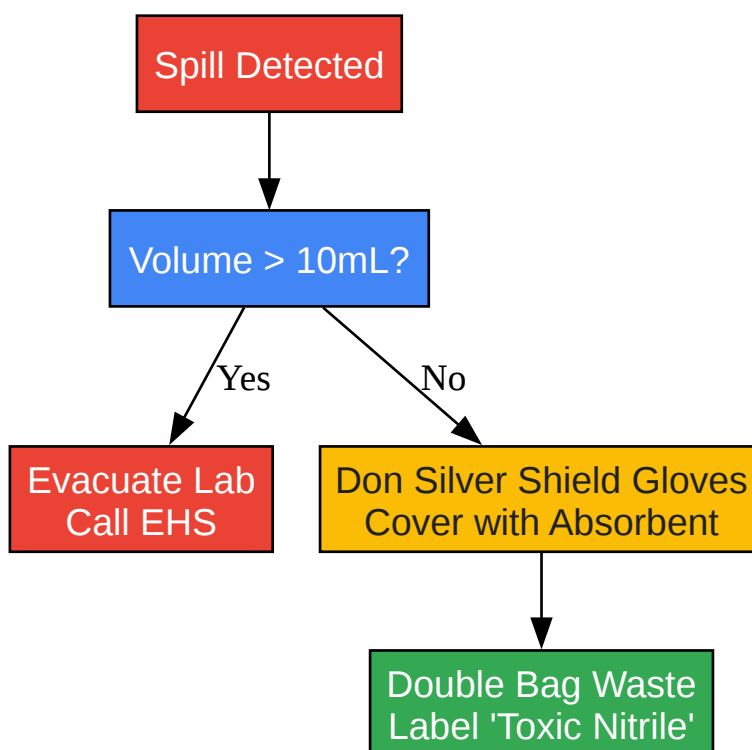 Spill Detected
Volume > 10mL?
Yes
No
Evacuate Lab
Call EHS
Don Silver Shield Gloves
Cover with Absorbent
Double Bag Waste
Label 'Toxic Nitrile'